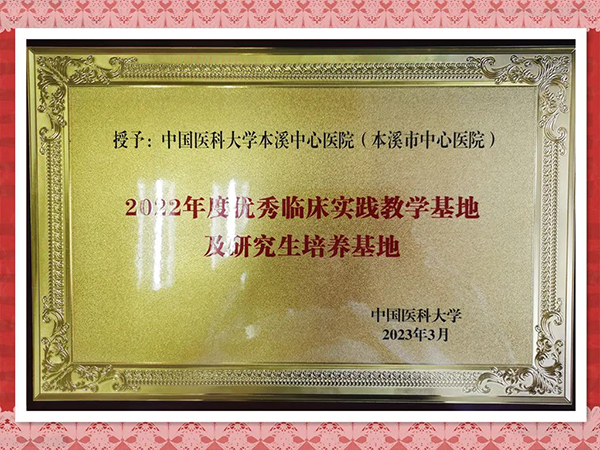 授予：中国医科大学本溪中心医院（本溪市中心医院）
2022年度优秀临床实践教学基地
及研究生培养基地
中国医科大学
2023年3月